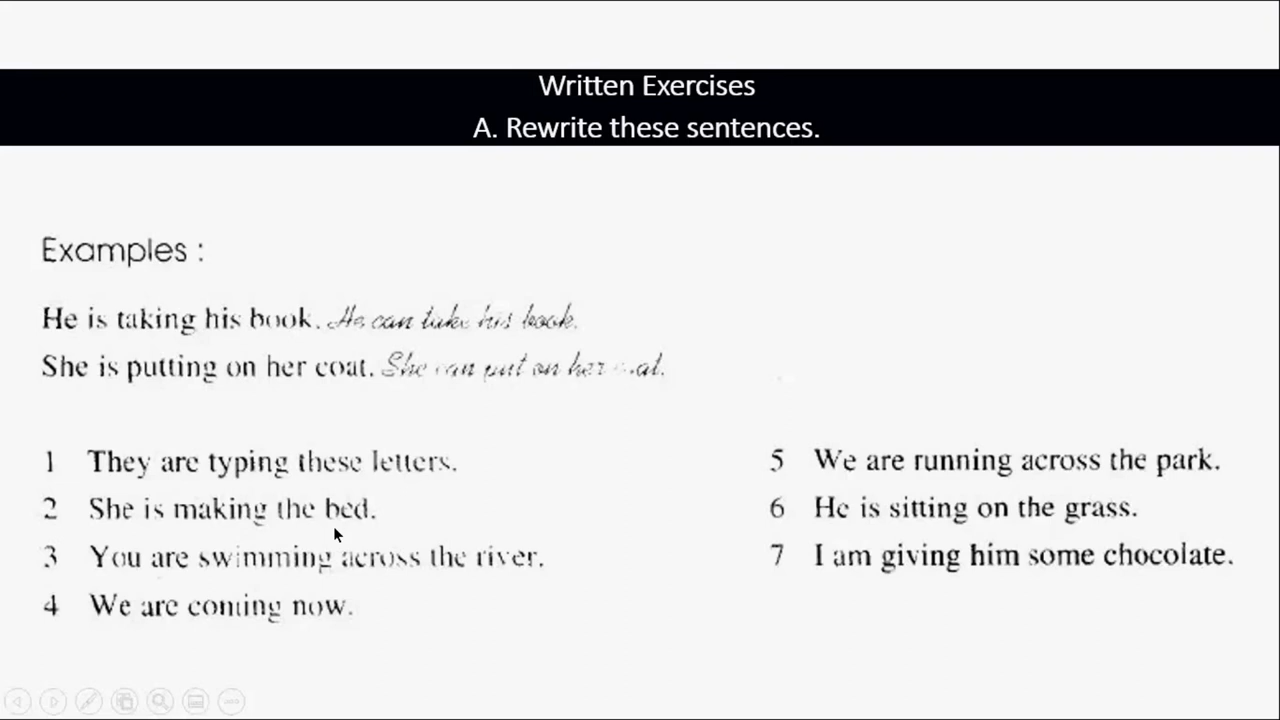 Written Exercises
A. Rewrite these sentences.
Examples :
He is taking his book. He can take his book.
She is putting on her coat. She can put on her
1 They are typing these letters.
2 She is making the bed.
3 You are swimming across the river.
4 We are coming now.
5 We are running across the park.
6 He is sitting on the grass.
7 I am giving him some chocolate.